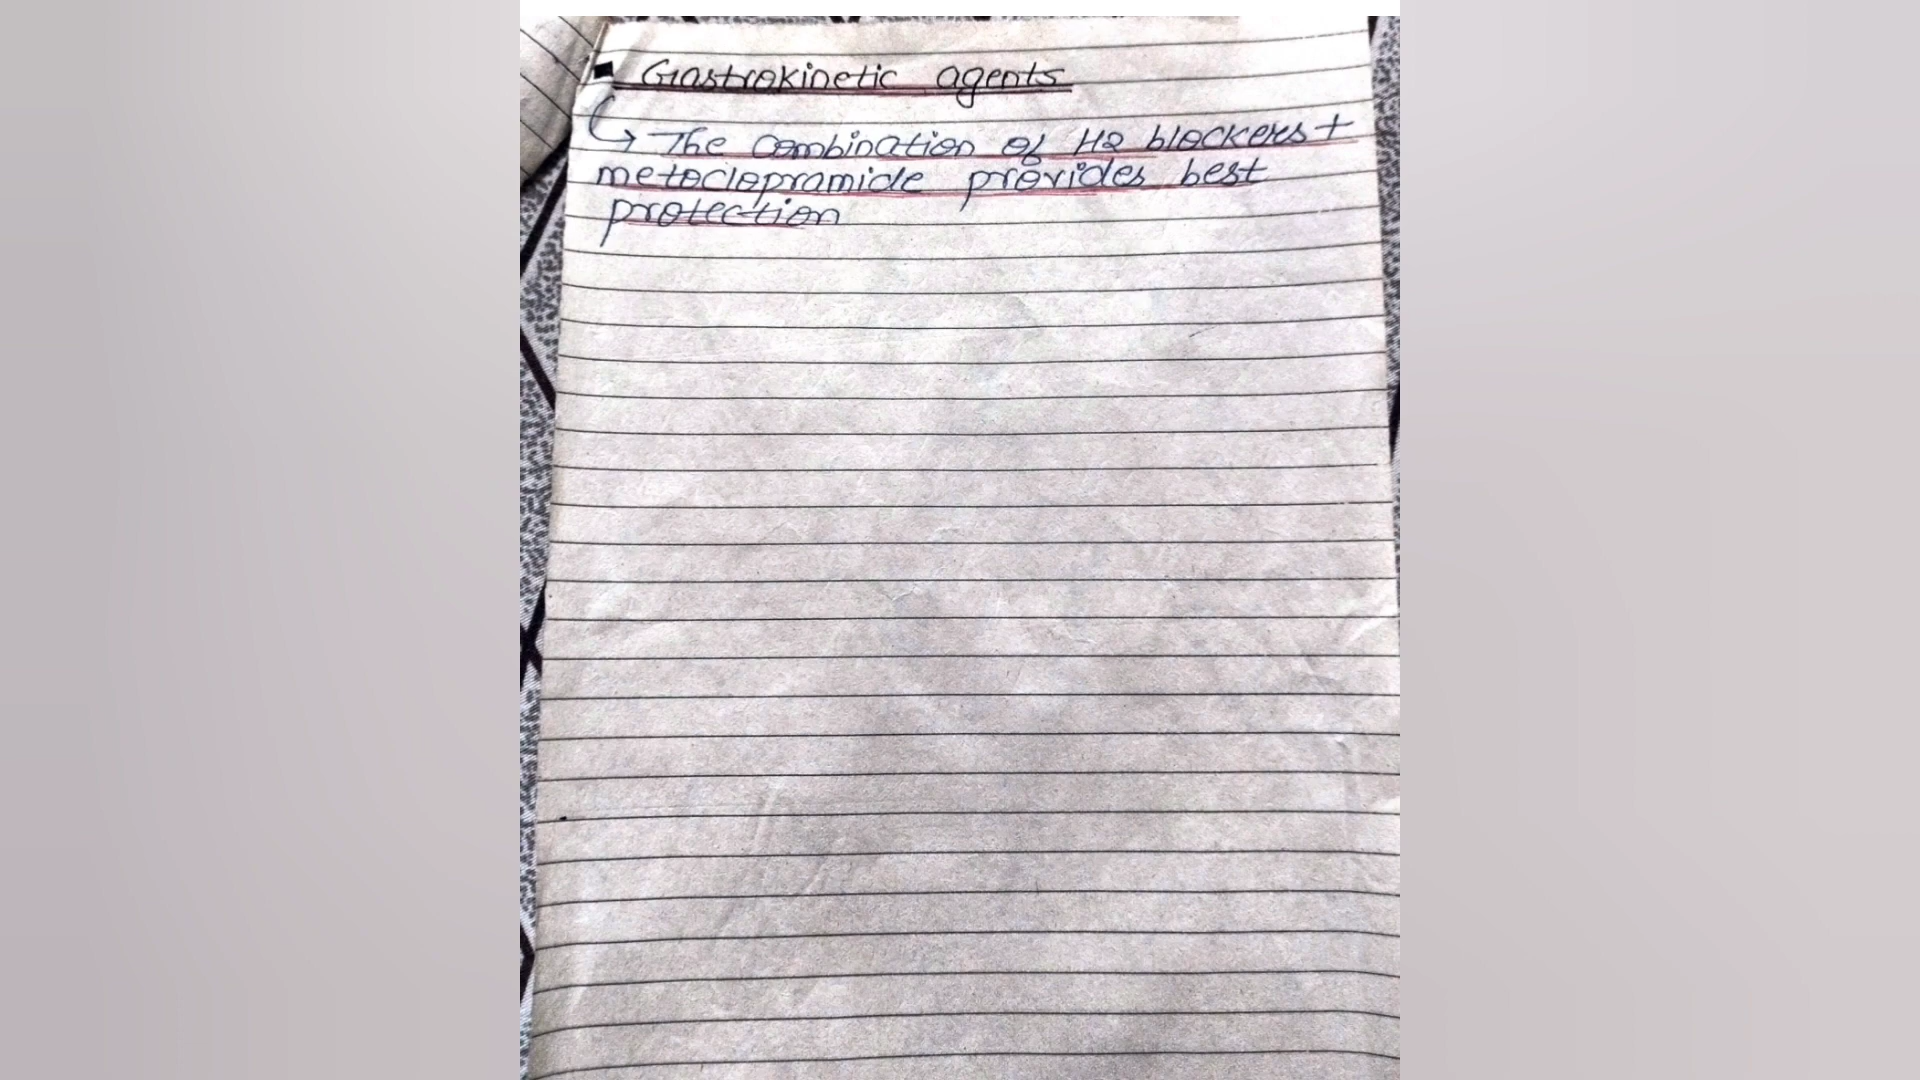 ▪ Gastrokinetic agents
↳ The combination of H2 blockers +
metoclopramide provides best
protection